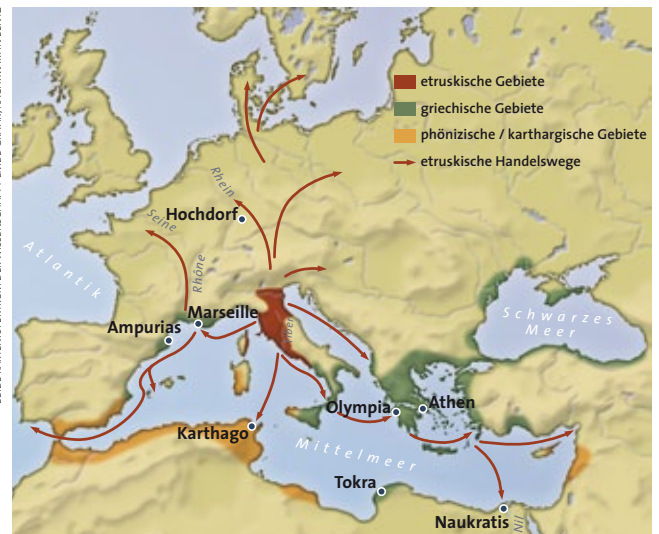 etruskische Gebiete
griechische Gebiete
phönizische / karthargische Gebiete
etruskische Handelswege
Rhein
Hochdorf
Seine
Atlantik
Rhône
Marseille
Ampurias
Schwarzes
Meer
Olympia
Athen
Karthago
Mittelmeer
Tokra
Naukratis
Nil